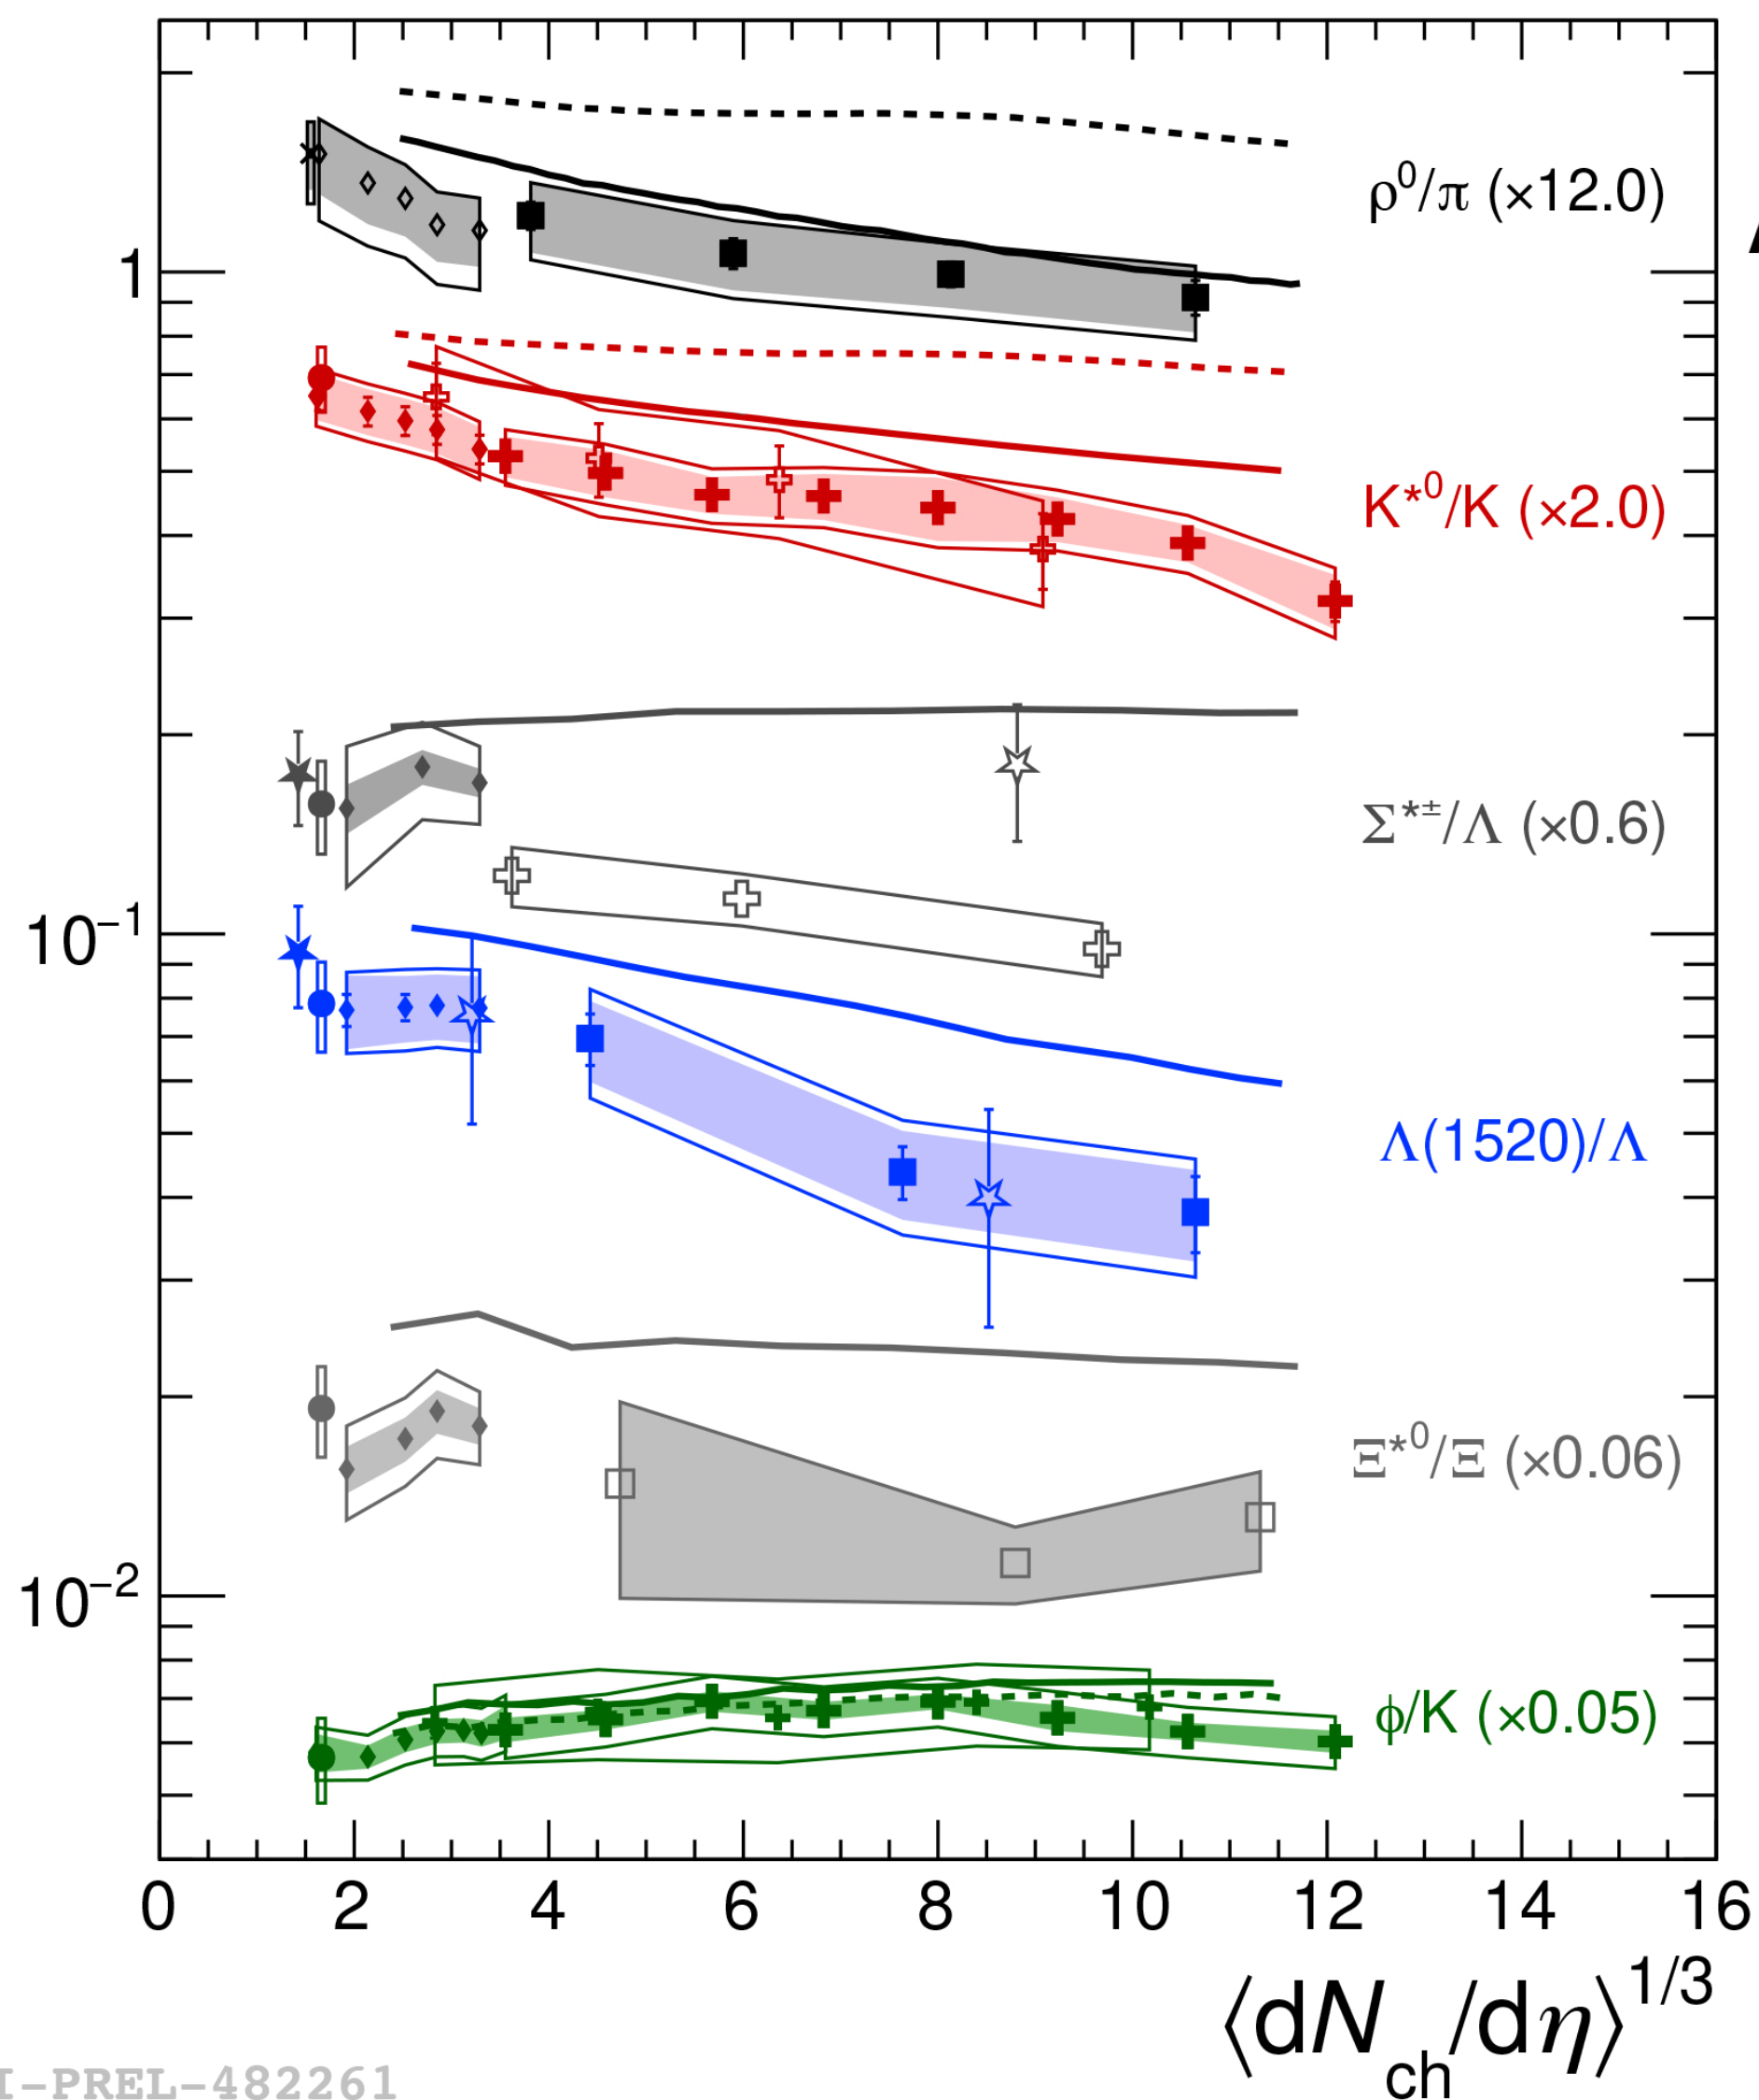 ρ⁰/π (×12.0)
1
K*⁰/K (×2.0)
Σ*±/Λ (×0.6)
10⁻¹
Λ(1520)/Λ
Ξ*⁰/Ξ (×0.06)
10⁻²
ϕ/K (×0.05)
0 2 4 6 8 10 12 14 16
⟨dN_ch/dη⟩^1/3
I-PREL-482261